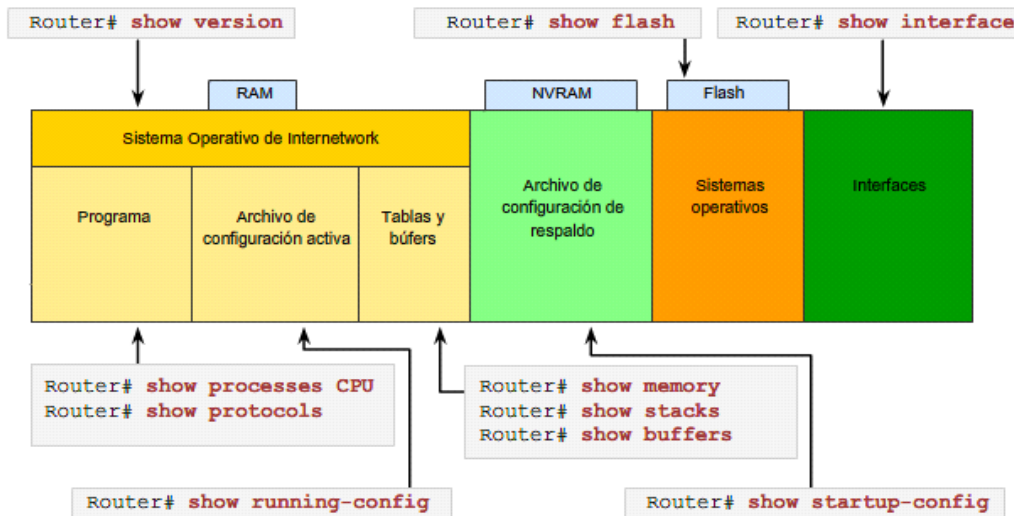 Router# show version
Router# show flash
Router# show interface
RAM
NVRAM
Flash
Sistema Operativo de Internetwork
Programa
Archivo de
configuración activa
Tablas y
búfers
Archivo de
configuración de
respaldo
Sistemas
operativos
Interfaces
Router# show processes CPU
Router# show protocols
Router# show memory
Router# show stacks
Router# show buffers
Router# show running-config
Router# show startup-config